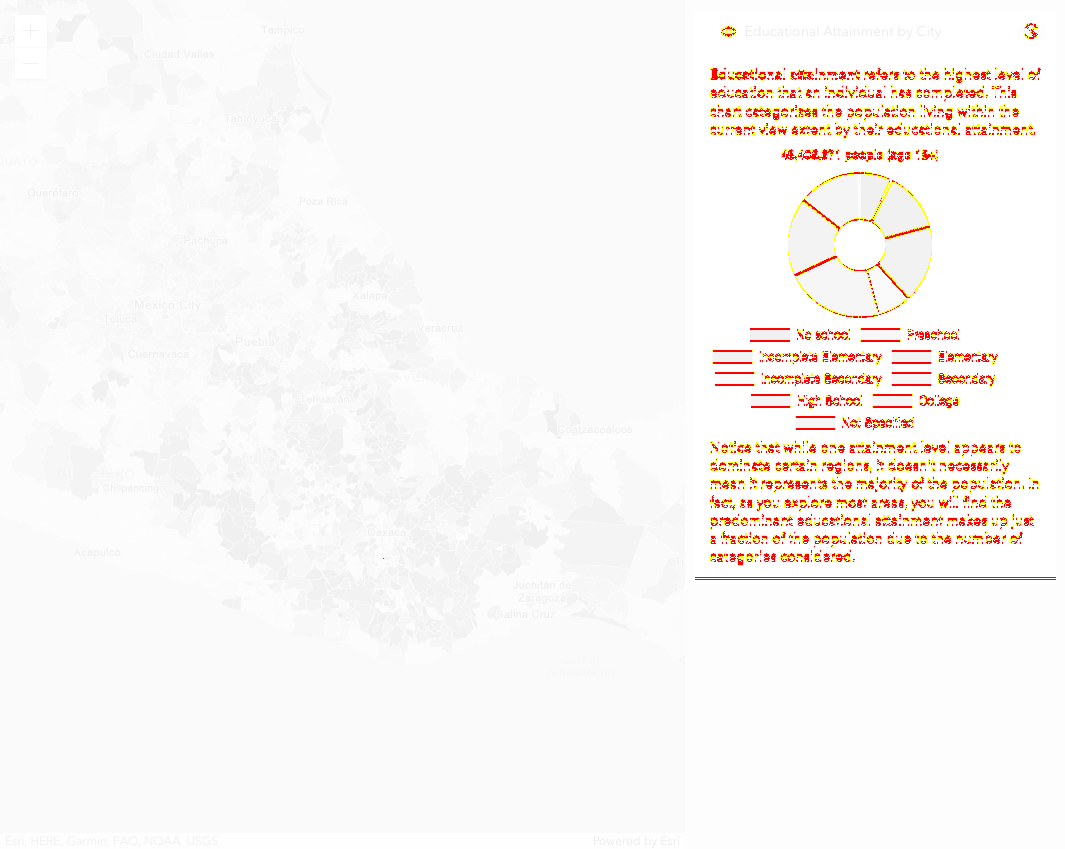 Tampico
Ciudad Valles
Querétaro
Poza Rica
Pachuca
Mexico City
Xalapa
Toluca
Veracruz
Puebla
Cuernavaca
Tehuacán
Coatzacoalcos
Chilpancingo
Oaxaca
Acapulco
Juchitán de
Zaragoza
Salina Cruz
Esri, HERE, Garmin, FAO, NOAA, USGS
Powered by Esri
Educational Attainment by City
Educational attainment refers to the highest level of
education that an individual has completed. This
chart categorizes the population living within the
current view extent by their educational attainment.
people (age 15+)
No school
Preschool
Incomplete Elementary
Elementary
Incomplete Secondary
Secondary
High School
College
Not Specified
Notice that while one attainment level appears to
dominate certain regions, it doesn't necessarily
mean it represents the majority of the population. In
fact, as you explore most areas, you will find the
predominant educational attainment makes up just
a fraction of the population due to the number of
categories considered.